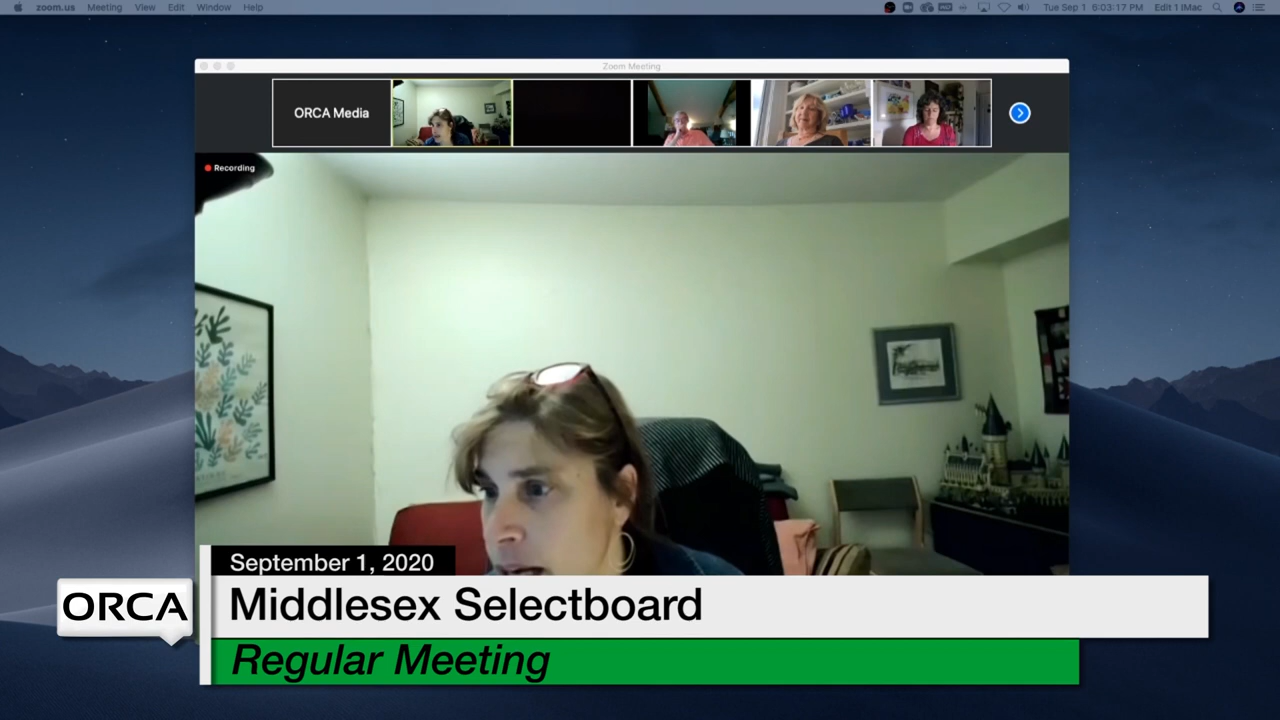 zoom.us Meeting View Edit Window Help Tue Sep 1 6:03:17 PM Edit 1 iMac
Zoom Meeting
ORCA Media
Recording
September 1, 2020
ORCA
Middlesex Selectboard
Regular Meeting